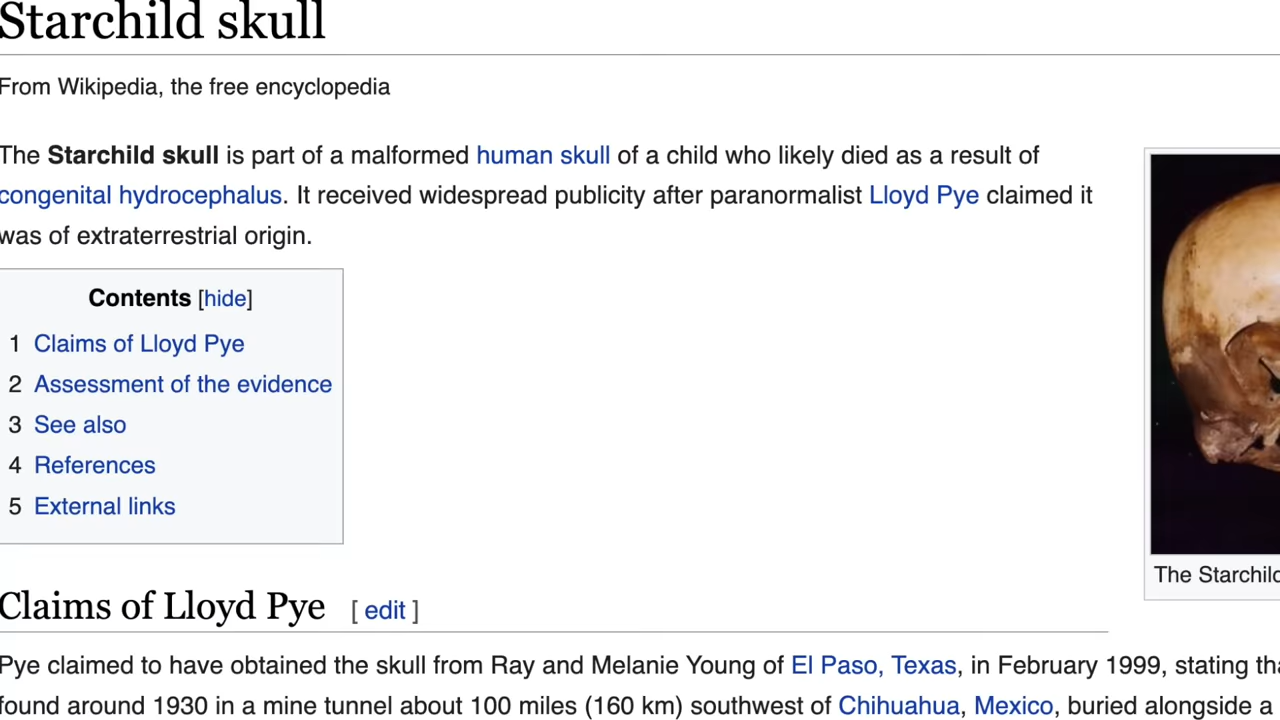 Starchild skull
From Wikipedia, the free encyclopedia
The Starchild skull is part of a malformed human skull of a child who likely died as a result of
congenital hydrocephalus. It received widespread publicity after paranormalist Lloyd Pye claimed it
was of extraterrestrial origin.
Contents [hide]
1 Claims of Lloyd Pye
2 Assessment of the evidence
3 See also
4 References
5 External links
The Starchild
Claims of Lloyd Pye [ edit ]
Pye claimed to have obtained the skull from Ray and Melanie Young of El Paso, Texas, in February 1999, stating tha
found around 1930 in a mine tunnel about 100 miles (160 km) southwest of Chihuahua, Mexico, buried alongside a